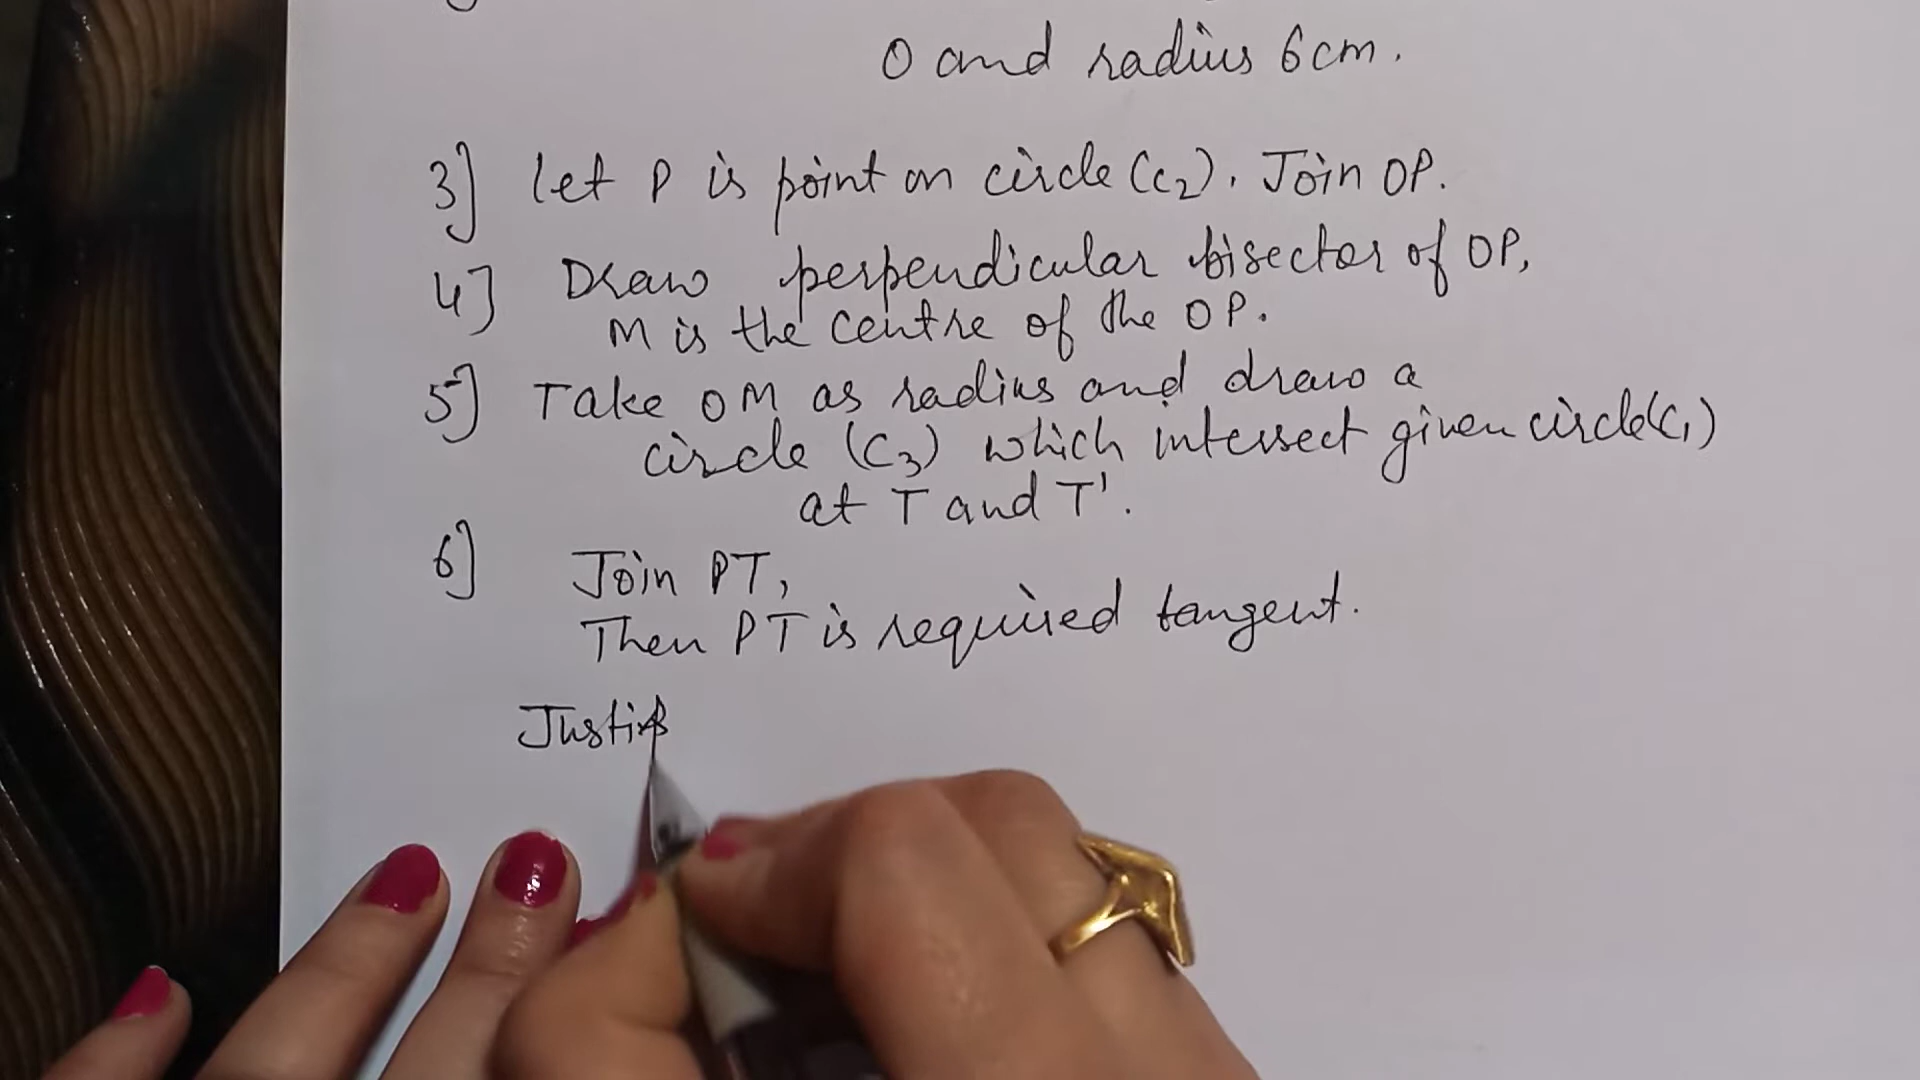 O and radius 6cm.
3] let P is point on circle (C₂). Join OP.
4] Draw perpendicular bisector of OP,
M is the centre of the OP.
5] Take OM as radius and draw a
circle (C₃) which intersect given circle (C₁)
at T and T'.
6] Join PT,
Then PT is required tangent.
Justif